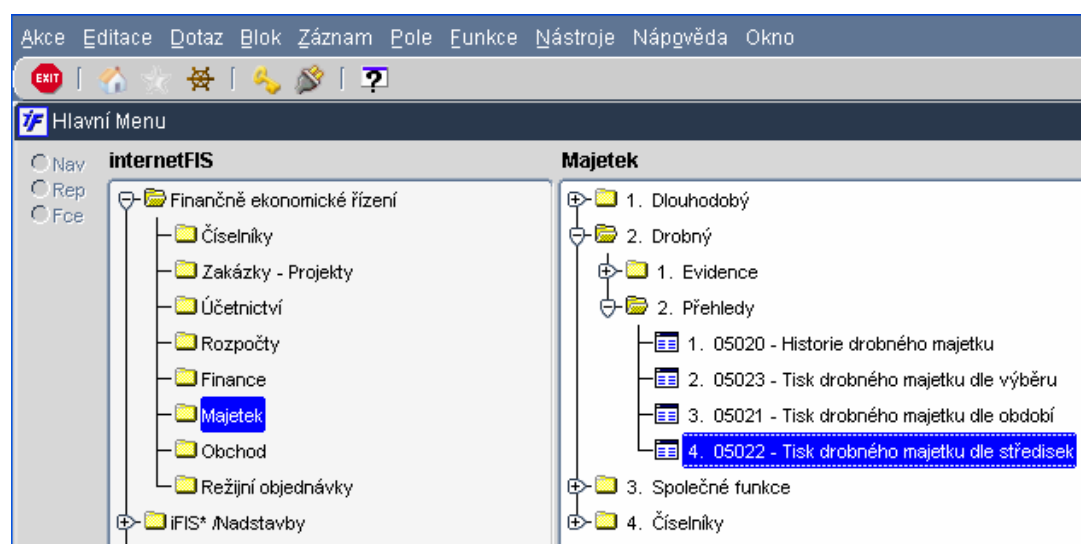 Akce Editace Dotaz Blok Záznam Pole Funkce Nástroje Nápověda Okno
EXIT
Hlavní Menu
Nav
Rep
Fce
internetFIS
Finančně ekonomické řízení
Číselníky
Zakázky - Projekty
Účetnictví
Rozpočty
Finance
Majetek
Obchod
Režijní objednávky
iFIS* /Nadstavby
Majetek
1. Dlouhodobý
2. Drobný
1. Evidence
2. Přehledy
1. 05020 - Historie drobného majetku
2. 05023 - Tisk drobného majetku dle výběru
3. 05021 - Tisk drobného majetku dle období
4. 05022 - Tisk drobného majetku dle středisek
3. Společné funkce
4. Číselníky